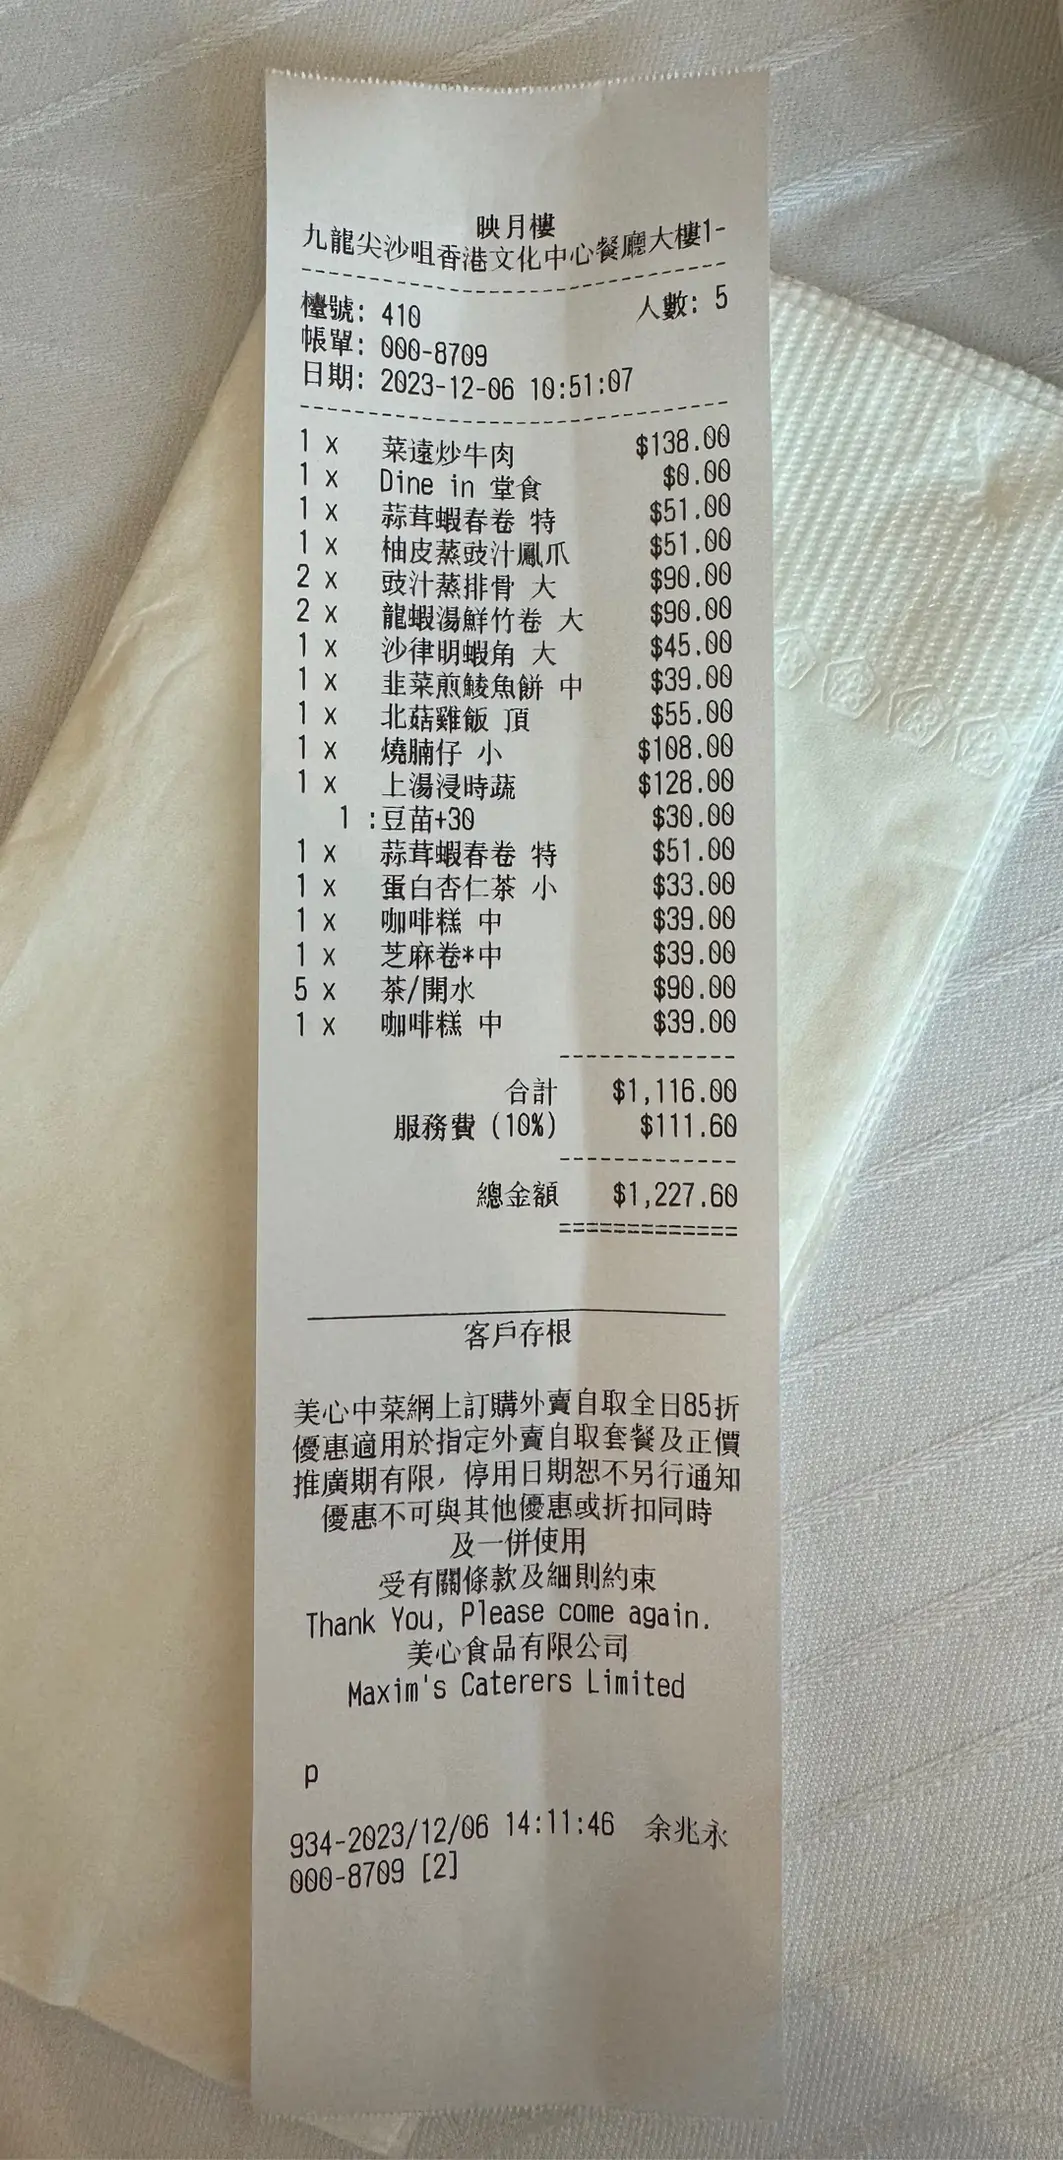 映月樓
九龍尖沙咀香港文化中心餐廳大樓1-
檯號: 410 人數: 5
帳單: 000-8709
日期: 2023-12-06 10:51:07
1 x 菜遠炒牛肉 $138.00
1 x Dine in 堂食 $0.00
1 x 蒜茸蝦春卷 特 $51.00
1 x 柚皮蒸豉汁鳳爪 $51.00
2 x 豉汁蒸排骨 大 $90.00
2 x 龍蝦湯鮮竹卷 大 $90.00
1 x 沙律明蝦角 大 $45.00
1 x 韭菜煎鯪魚餅 中 $39.00
1 x 北菇雞飯 頂 $55.00
1 x 燒腩仔 小 $108.00
1 x 上湯浸時蔬 $128.00
1 :豆苗+30 $30.00
1 x 蒜茸蝦春卷 特 $51.00
1 x 蛋白杏仁茶 小 $33.00
1 x 咖啡糕 中 $39.00
1 x 芝麻卷*中 $39.00
5 x 茶/開水 $90.00
1 x 咖啡糕 中 $39.00
合計 $1,116.00
服務費 (10%) $111.60
總金額 $1,227.60
客戶存根
美心中菜網上訂購外賣自取全日85折
優惠適用於指定外賣自取套餐及正價
推廣期有限，停用日期恕不另行通知
優惠不可與其他優惠或折扣同時
及一併使用
受有關條款及細則約束
Thank You, Please come again.
美心食品有限公司
Maxim's Caterers Limited
p
934-2023/12/06 14:11:46 余兆永
000-8709 [2]